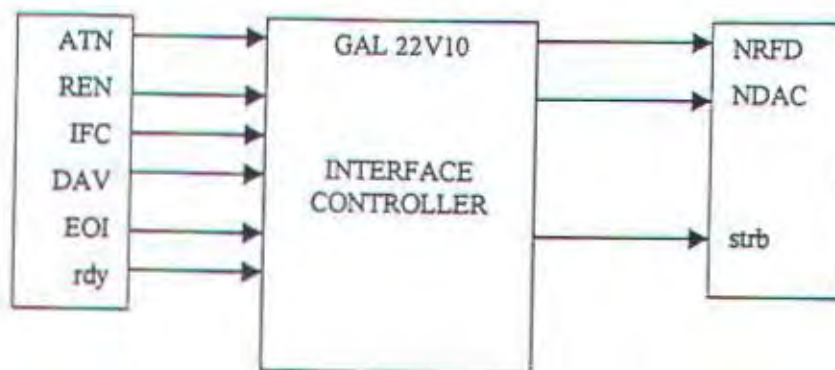 ATN
REN
IFC
DAV
EOI
rdy
GAL 22V10
INTERFACE
CONTROLLER
NRFD
NDAC
strb